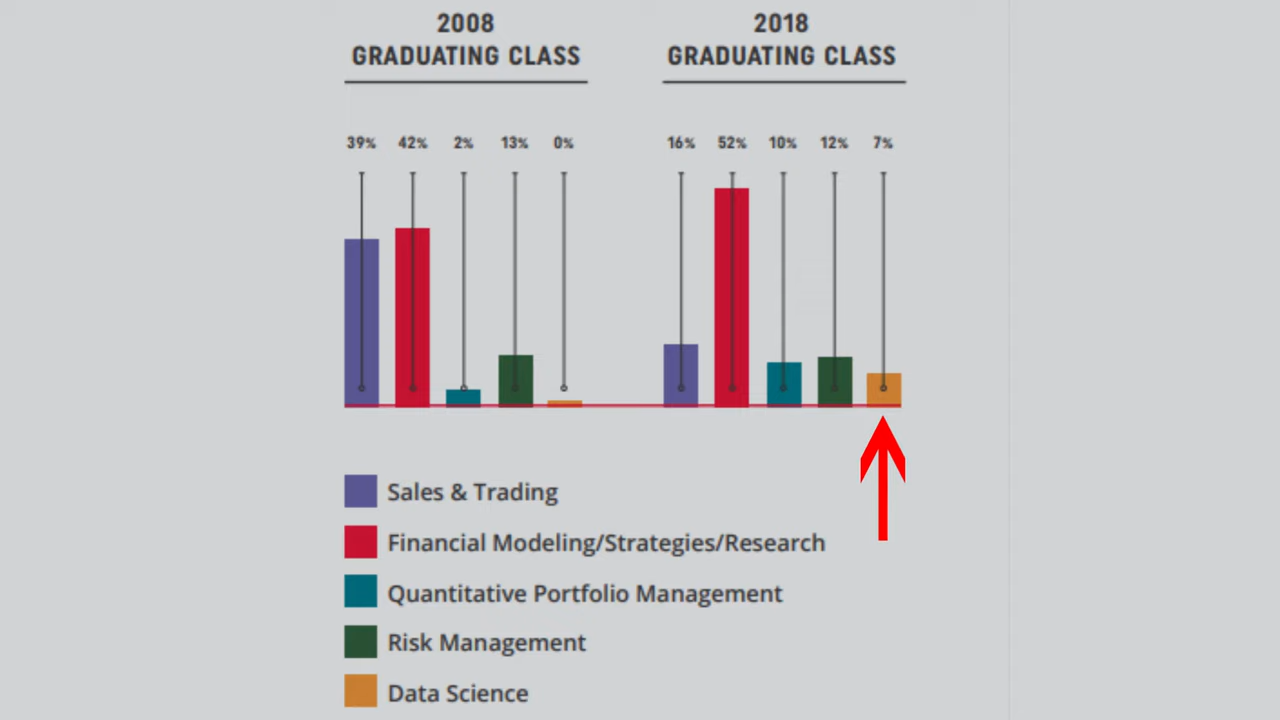 2008
GRADUATING CLASS
39% 42% 2% 13% 0%
2018
GRADUATING CLASS
16% 52% 10% 12% 7%
Sales & Trading
Financial Modeling/Strategies/Research
Quantitative Portfolio Management
Risk Management
Data Science